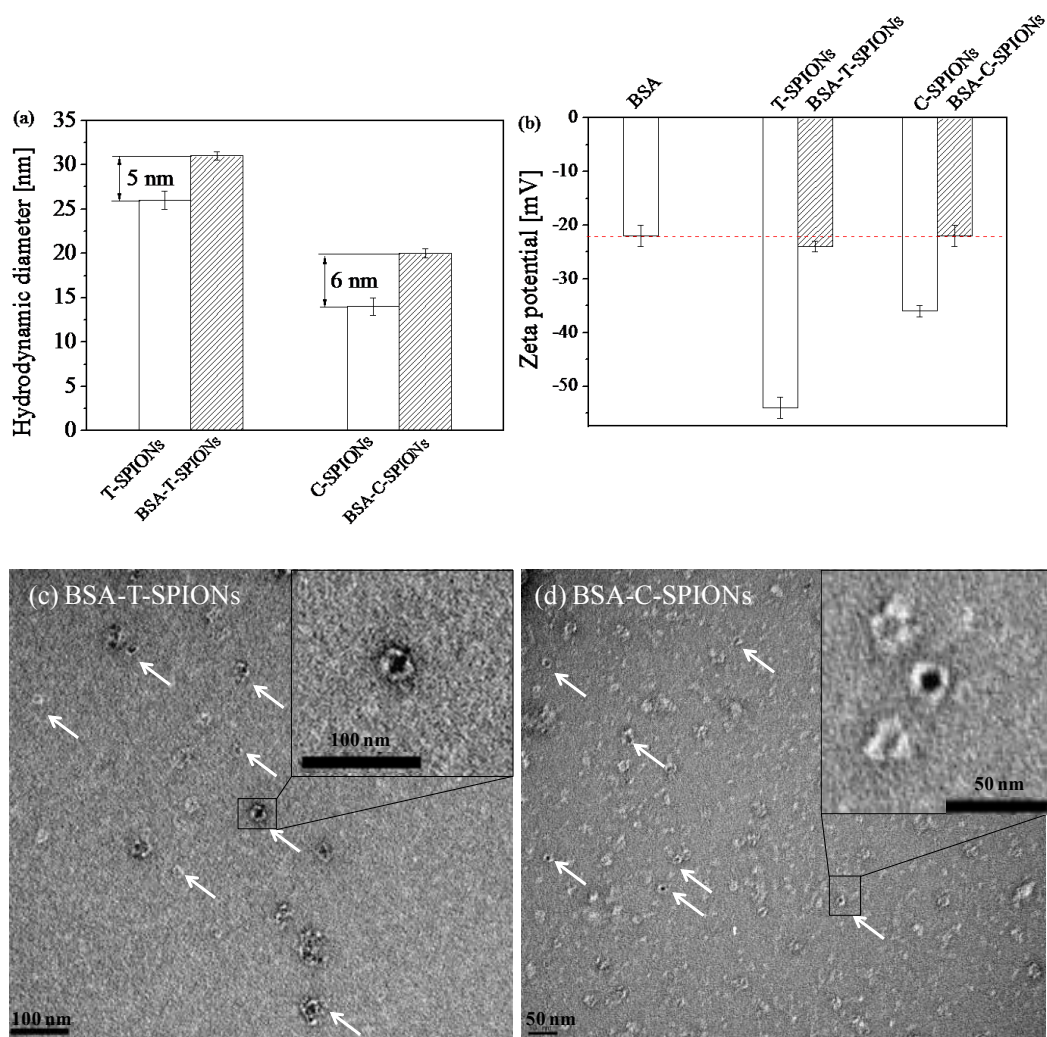 (a)
Hydrodynamic diameter [nm]
35
30
25
20
15
10
5
0
5 nm
6 nm
T-SPIONs
BSA-T-SPIONs
C-SPIONs
BSA-C-SPIONs
(b)
BSA
T-SPIONs
BSA-T-SPIONs
C-SPIONs
BSA-C-SPIONs
Zeta potential [mV]
0
-10
-20
-30
-40
-50
(c) BSA-T-SPIONs
100 nm
100 nm
(d) BSA-C-SPIONs
50 nm
50 nm